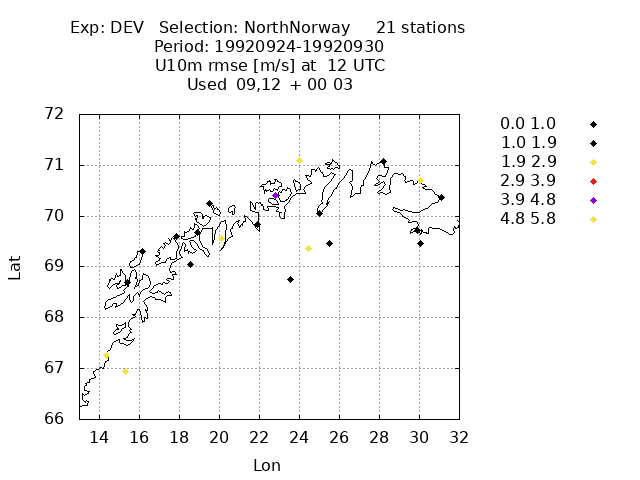 Exp: DEV   Selection: NorthNorway     21 stations
Period: 19920924-19920930
U10m rmse [m/s] at  12 UTC
Used  09,12  + 00 03
72
71
70
69
68
67
66
Lat
14 16 18 20 22 24 26 28 30 32
Lon
0.0 1.0
1.0 1.9
1.9 2.9
2.9 3.9
3.9 4.8
4.8 5.8